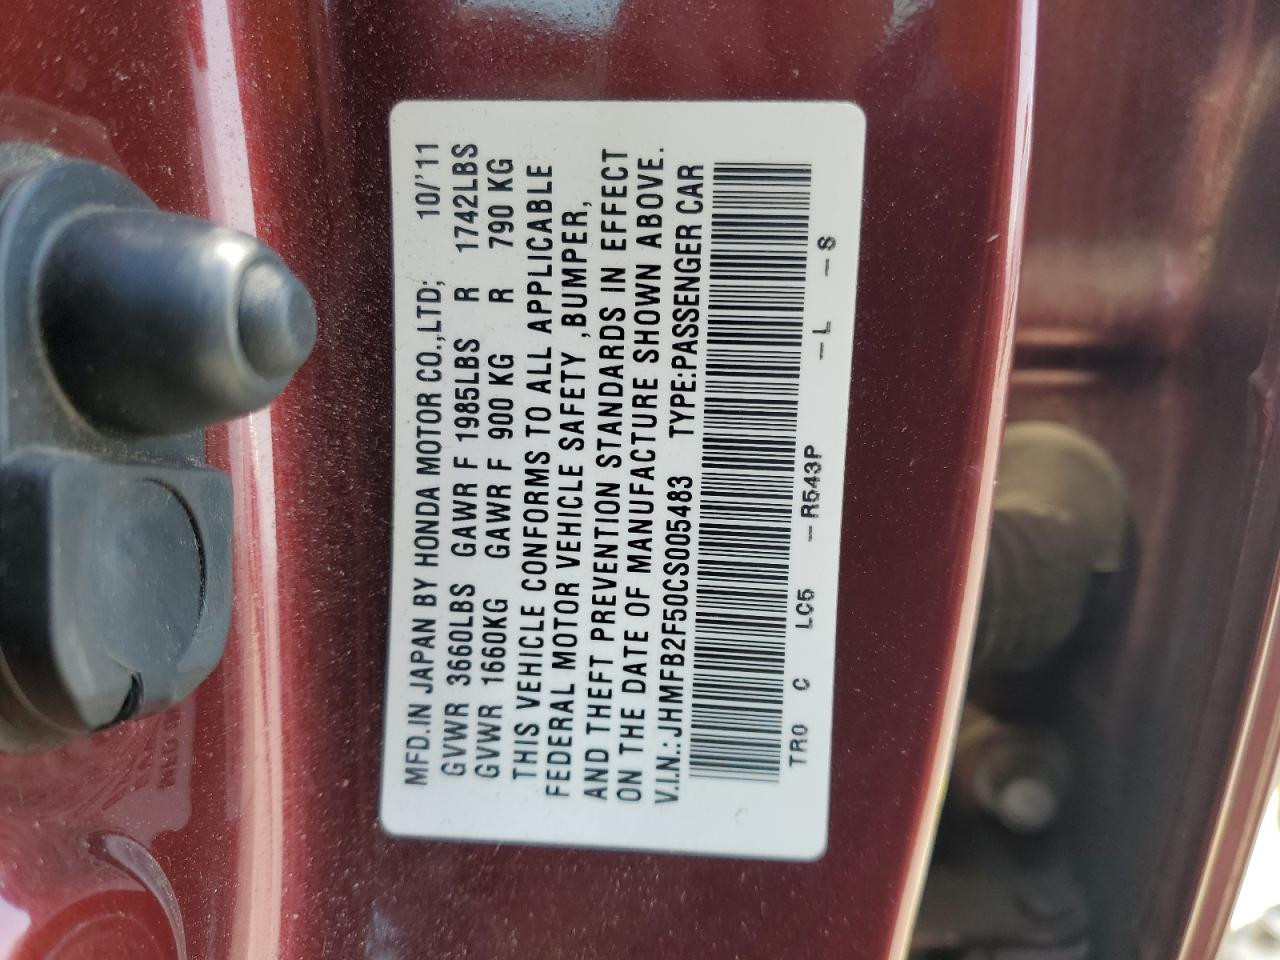 MFD.IN JAPAN BY HONDA MOTOR CO.,LTD; 10/'11
GVWR 3660LBS GAWR F 1985LBS R 1742LBS
GVWR 1660KG GAWR F 900 KG R 790 KG
THIS VEHICLE CONFORMS TO ALL APPLICABLE
FEDERAL MOTOR VEHICLE SAFETY ,BUMPER,
AND THEFT PREVENTION STANDARDS IN EFFECT
ON THE DATE OF MANUFACTURE SHOWN ABOVE.
V.I.N.:JHMFB2F50CS005483 TYPE:PASSENGER CAR
TR0 C LC5 -R543P -L -S